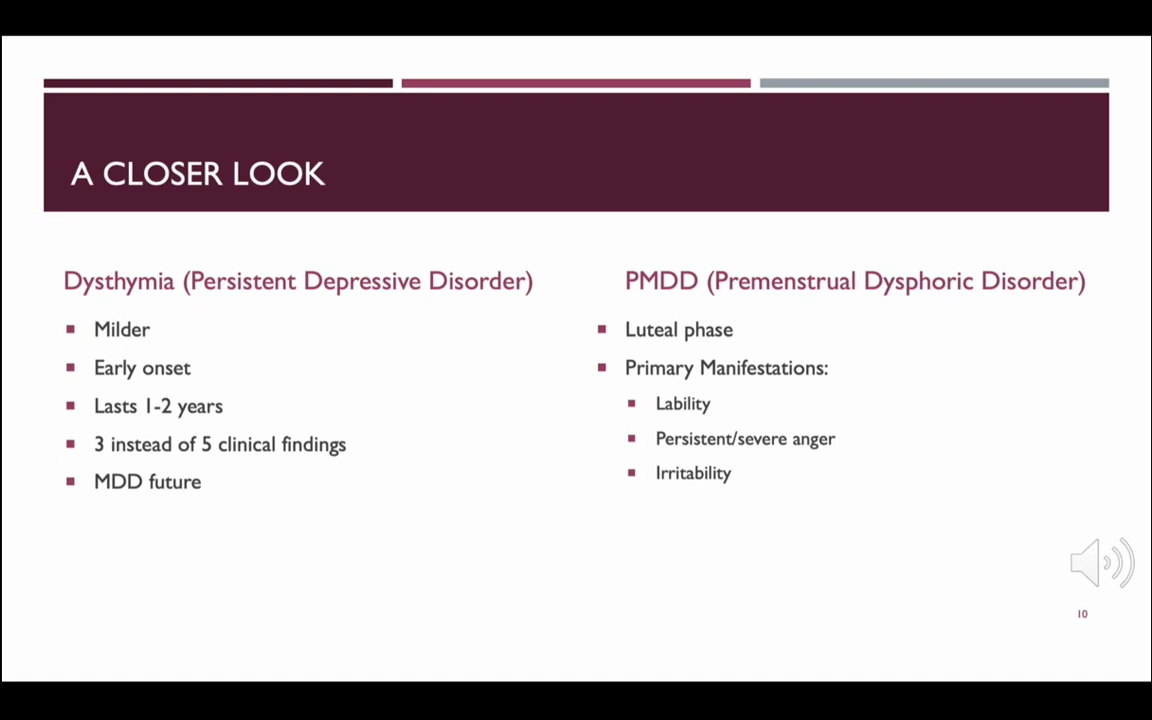 A CLOSER LOOK
Dysthymia (Persistent Depressive Disorder)
Milder
Early onset
Lasts 1-2 years
3 instead of 5 clinical findings
MDD future
PMDD (Premenstrual Dysphoric Disorder)
Luteal phase
Primary Manifestations:
Lability
Persistent/severe anger
Irritability
10